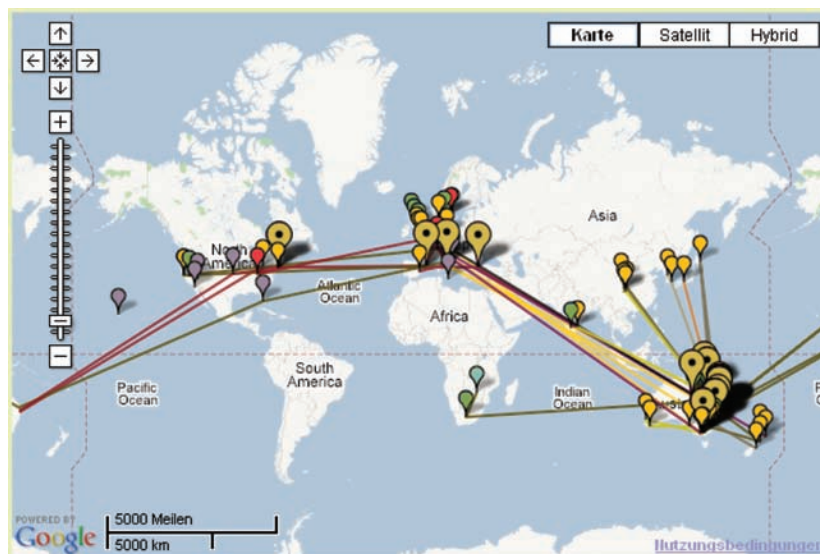 Karte
Satellit
Hybrid
Asia
North
America
Atlantic
Ocean
Africa
South
America
Pacific
Ocean
Indian
Ocean
5000 Meilen
5000 km
POWERED BY
Google
Nutzungsbedingungen